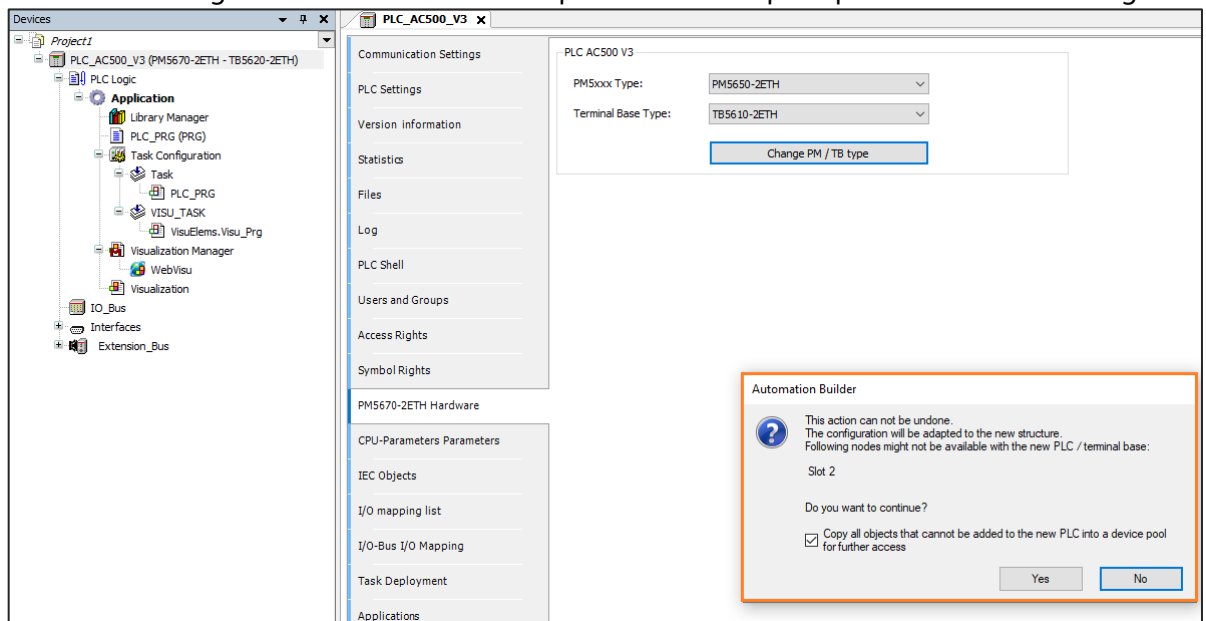 Devices
Project1
PLC_AC500_V3 (PM5670-2ETH - TB5620-2ETH)
PLC Logic
Application
Library Manager
PLC_PRG (PRG)
Task Configuration
Task
PLC_PRG
VISU_TASK
VisuElems.Visu_Prg
Visualization Manager
WebVisu
Visualization
IO_Bus
Interfaces
Extension_Bus
PLC_AC500_V3
Communication Settings
PLC Settings
Version information
Statistics
Files
Log
PLC Shell
Users and Groups
Access Rights
Symbol Rights
PM5670-2ETH Hardware
CPU-Parameters Parameters
IEC Objects
I/O mapping list
I/O-Bus I/O Mapping
Task Deployment
Applications
PLC AC500 V3
PM5xxx Type: PM5650-2ETH
Terminal Base Type: TB5610-2ETH
Change PM / TB type
Automation Builder
This action can not be undone.
The configuration will be adapted to the new structure.
Following nodes might not be available with the new PLC / terminal base:
Slot 2
Do you want to continue?
Copy all objects that cannot be added to the new PLC into a device pool
for further access
Yes No